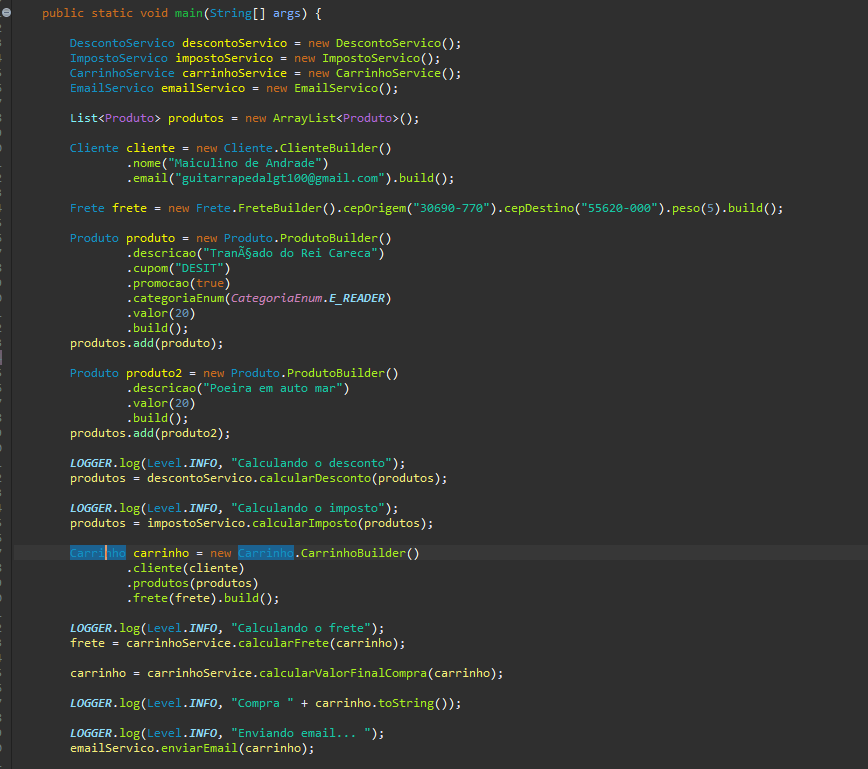 public static void main(String[] args) {
DescontoServico descontoServico = new DescontoServico();
ImpostoServico impostoServico = new ImpostoServico();
CarrinhoService carrinhoService = new CarrinhoService();
EmailServico emailServico = new EmailServico();
List<Produto> produtos = new ArrayList<Produto>();
Cliente cliente = new Cliente.ClienteBuilder()
.nome("Maiculino de Andrade")
.email("guitarrapedalgt100@gmail.com").build();
Frete frete = new Frete.FreteBuilder().cepOrigem("30690-770").cepDestino("55620-000").peso(5).build();
Produto produto = new Produto.ProdutoBuilder()
.descricao("TranÃ§ado do Rei Careca")
.cupom("DESIT")
.promocao(true)
.categoriaEnum(CategoriaEnum.E_READER)
.valor(20)
.build();
produtos.add(produto);
Produto produto2 = new Produto.ProdutoBuilder()
.descricao("Poeira em auto mar")
.valor(20)
.build();
produtos.add(produto2);
LOGGER.log(Level.INFO, "Calculando o desconto");
produtos = descontoServico.calcularDesconto(produtos);
LOGGER.log(Level.INFO, "Calculando o imposto");
produtos = impostoServico.calcularImposto(produtos);
Carrinho carrinho = new Carrinho.CarrinhoBuilder()
.cliente(cliente)
.produtos(produtos)
.frete(frete).build();
LOGGER.log(Level.INFO, "Calculando o frete");
frete = carrinhoService.calcularFrete(carrinho);
carrinho = carrinhoService.calcularValorFinalCompra(carrinho);
LOGGER.log(Level.INFO, "Compra " + carrinho.toString());
LOGGER.log(Level.INFO, "Enviando email... ");
emailServico.enviarEmail(carrinho);